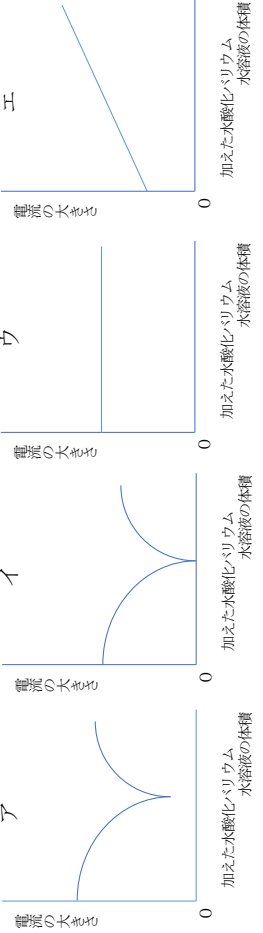 ア
電流の大きさ
0
加えた水酸化バリウム
水溶液の体積
イ
電流の大きさ
0
加えた水酸化バリウム
水溶液の体積
ウ
電流の大きさ
0
加えた水酸化バリウム
水溶液の体積
エ
電流の大きさ
0
加えた水酸化バリウム
水溶液の体積